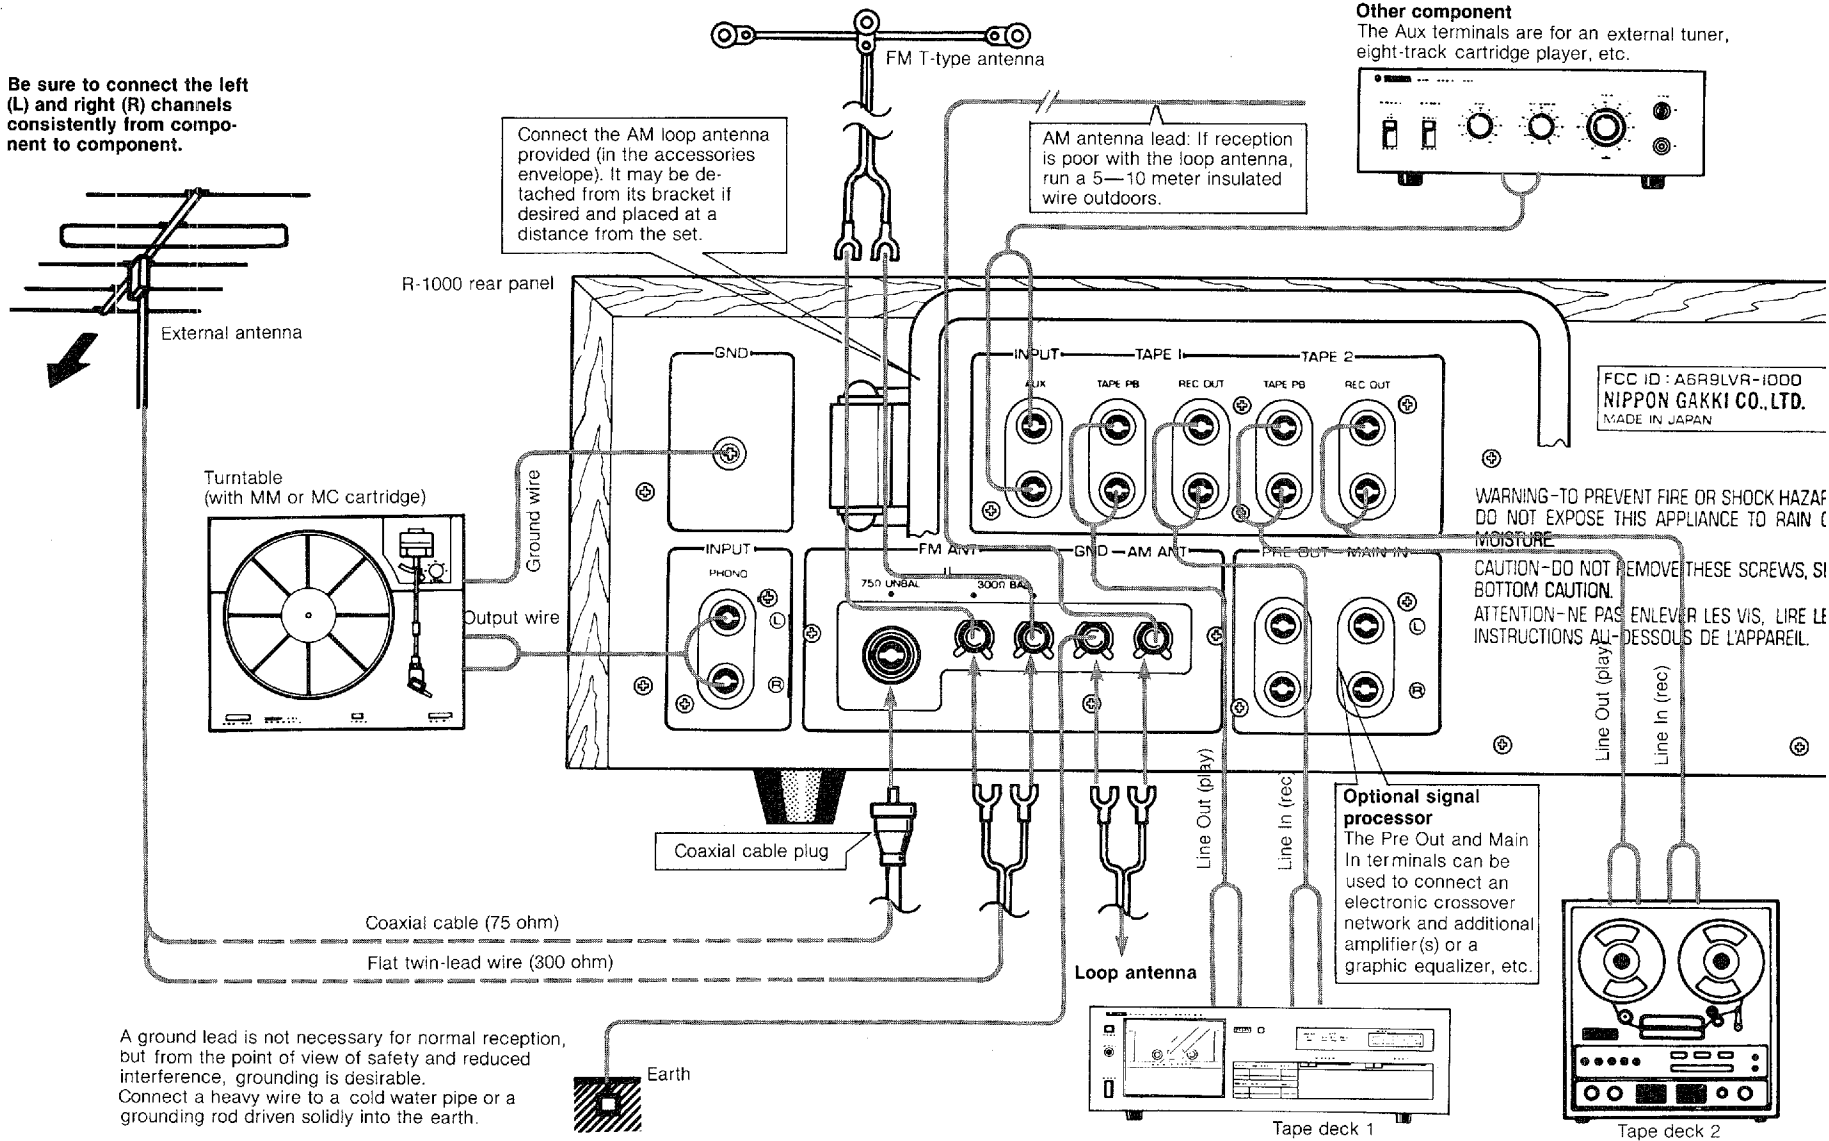 Other component
The Aux terminals are for an external tuner,
eight-track cartridge player, etc.
FM T-type antenna
Be sure to connect the left
(L) and right (R) channels
consistently from compo-
nent to component.
Connect the AM loop antenna
provided (in the accessories
envelope). It may be de-
tached from its bracket if
desired and placed at a
distance from the set.
AM antenna lead: If reception
is poor with the loop antenna,
run a 5—10 meter insulated
wire outdoors.
R-1000 rear panel
External antenna
GND
INPUT
TAPE 1
TAPE 2
AUX
TAPE PB
REC OUT
TAPE PB
REC OUT
FCC ID : A6R9LVR-1000
NIPPON GAKKI CO., LTD.
MADE IN JAPAN
Turntable
(with MM or MC cartridge)
Ground wire
Output wire
INPUT
PHONO
L
R
FM ANT
GND
AM ANT
75Ω UNBAL
300Ω BAL
PRE OUT
MAIN IN
L
R
WARNING-TO PREVENT FIRE OR SHOCK HAZAR
DO NOT EXPOSE THIS APPLIANCE TO RAIN O
MOISTURE
CAUTION-DO NOT REMOVE THESE SCREWS, SE
BOTTOM CAUTION.
ATTENTION-NE PAS ENLEVER LES VIS, LIRE LE
INSTRUCTIONS AU-DESSOUS DE L'APPAREIL.
Line Out (play)
Line In (rec)
Line Out (play)
Line In (rec
Optional signal
processor
The Pre Out and Main
In terminals can be
used to connect an
electronic crossover
network and additional
amplifier(s) or a
graphic equalizer, etc.
Coaxial cable plug
Coaxial cable (75 ohm)
Flat twin-lead wire (300 ohm)
Loop antenna
A ground lead is not necessary for normal reception,
but from the point of view of safety and reduced
interference, grounding is desirable.
Connect a heavy wire to a cold water pipe or a
grounding rod driven solidly into the earth.
Earth
Tape deck 1
Tape deck 2